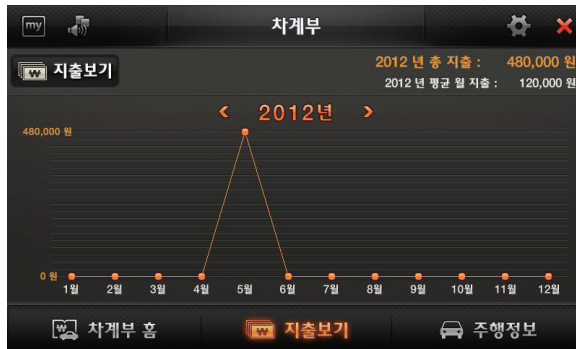 my
차계부
지출보기
2012 년 총 지출 : 480,000 원
2012 년 평균 월 지출 : 120,000 원
2012년
480,000 원
0 원
1월 2월 3월 4월 5월 6월 7월 8월 9월 10월 11월 12월
차계부 홈
지출보기
주행정보